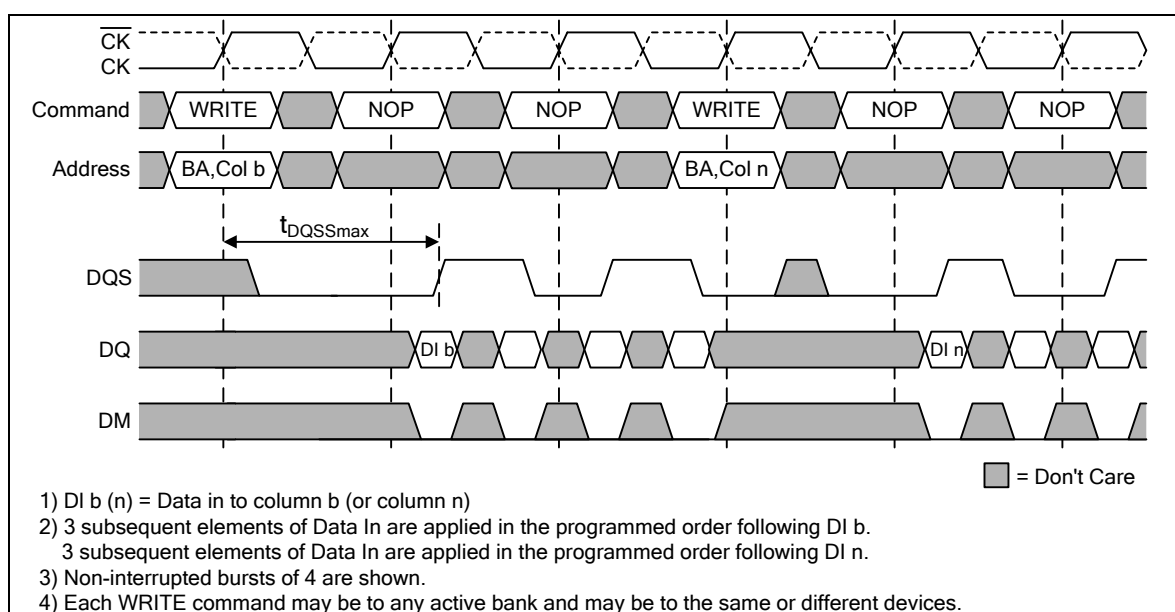 CK
CK
Command WRITE NOP NOP WRITE NOP NOP
Address BA,Col b BA,Col n
tDQSSmax
DQS
DQ DI b DI n
DM
= Don't Care
1) DI b (n) = Data in to column b (or column n)
2) 3 subsequent elements of Data In are applied in the programmed order following DI b.
3 subsequent elements of Data In are applied in the programmed order following DI n.
3) Non-interrupted bursts of 4 are shown.
4) Each WRITE command may be to any active bank and may be to the same or different devices.